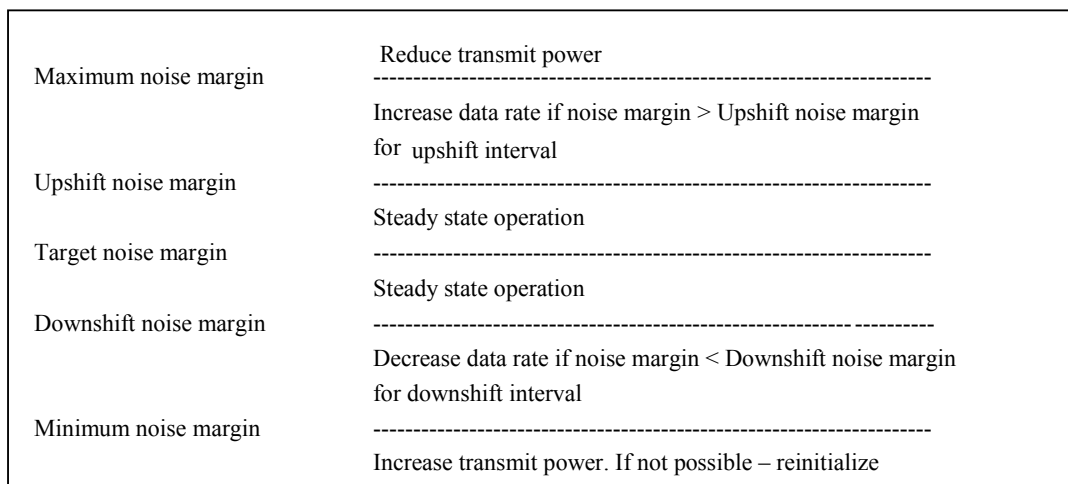 Reduce transmit power
Maximum noise margin ----------------------------------------------------------------------
Increase data rate if noise margin > Upshift noise margin
for upshift interval
Upshift noise margin ----------------------------------------------------------------------
Steady state operation
Target noise margin ----------------------------------------------------------------------
Steady state operation
Downshift noise margin ----------------------------------------------------------------------
Decrease data rate if noise margin < Downshift noise margin
for downshift interval
Minimum noise margin ----------------------------------------------------------------------
Increase transmit power. If not possible – reinitialize